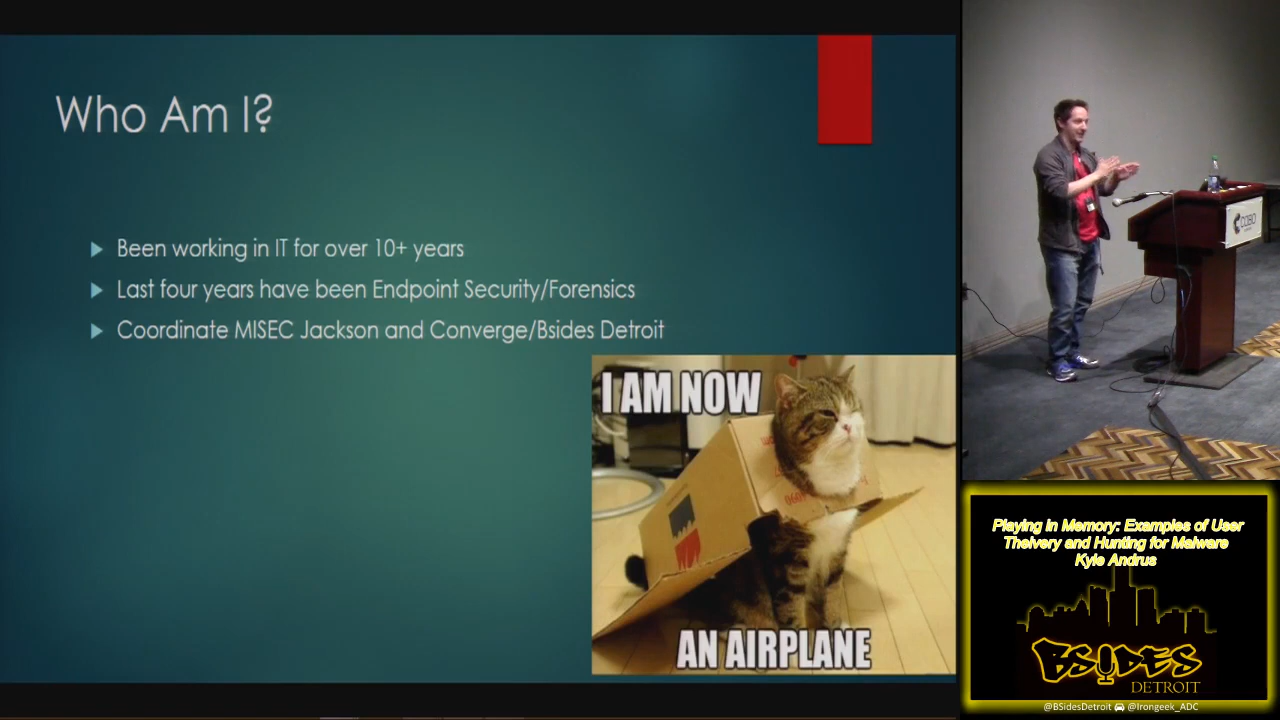 Who Am I?
Been working in IT for over 10+ years
Last four years have been Endpoint Security/Forensics
Coordinate MISEC Jackson and Converge/Bsides Detroit
I AM NOW
AN AIRPLANE
COBO
Playing in Memory: Examples of User
Theivery and Hunting for Malware
Kyle Andrus
BSIDES
DETROIT
@BSidesDetroit @Irongeek_ADC